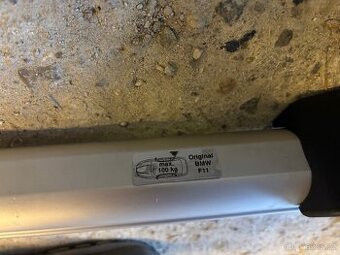 max.
100 kg
Original
BMW
F11